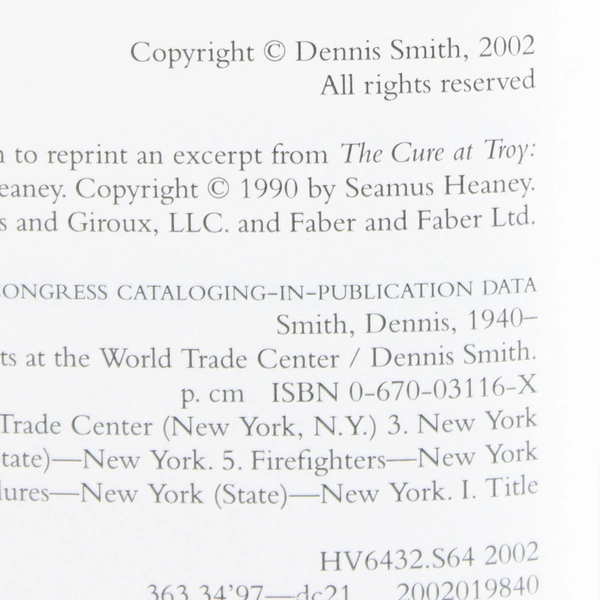 Copyright © Dennis Smith, 2002
All rights reserved
to reprint an excerpt from The Cure at Troy:
eaney. Copyright © 1990 by Seamus Heaney.
s and Giroux, LLC. and Faber and Faber Ltd.
ONGRESS CATALOGING-IN-PUBLICATION DATA
Smith, Dennis, 1940–
ts at the World Trade Center / Dennis Smith.
p. cm ISBN 0-670-03116-X
Trade Center (New York, N.Y.) 3. New York
tate)—New York. 5. Firefighters—New York
lures—New York (State)—New York. I. Title
HV6432.S64 2002
363.34'97—dc21 2002019840